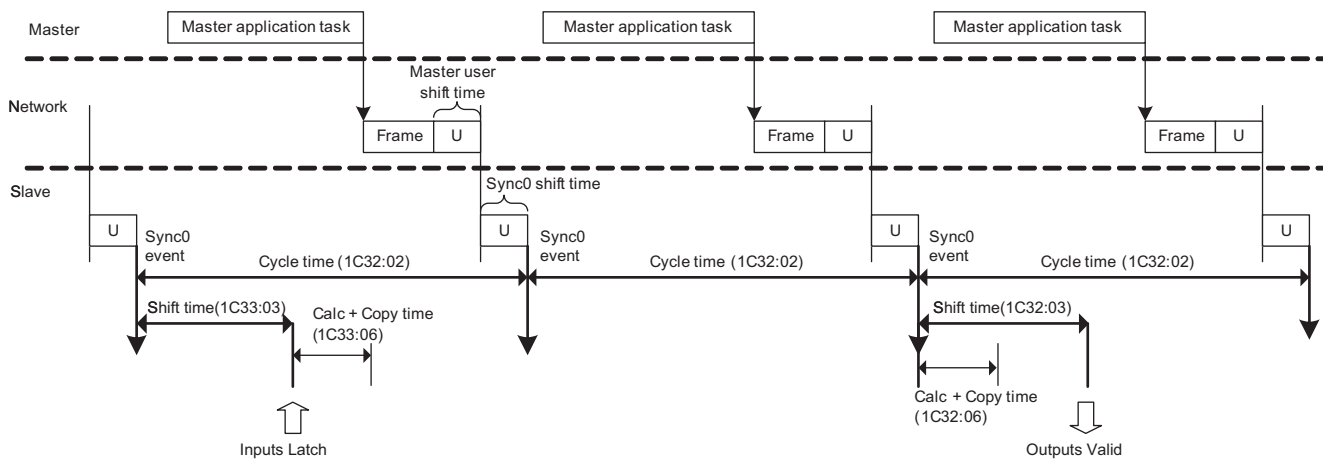 Master
Master application task
Master application task
Master application task
Master user
shift time
Network
Frame
U
Frame
U
Frame
U
Slave
Sync0 shift time
U
U
U
U
Sync0
event
Sync0
event
Sync0
event
Cycle time (1C32:02)
Cycle time (1C32:02)
Cycle time (1C32:02)
Shift time(1C33:03)
Calc + Copy time
(1C33:06)
Shift time(1C32:03)
Calc + Copy time
(1C32:06)
Inputs Latch
Outputs Valid